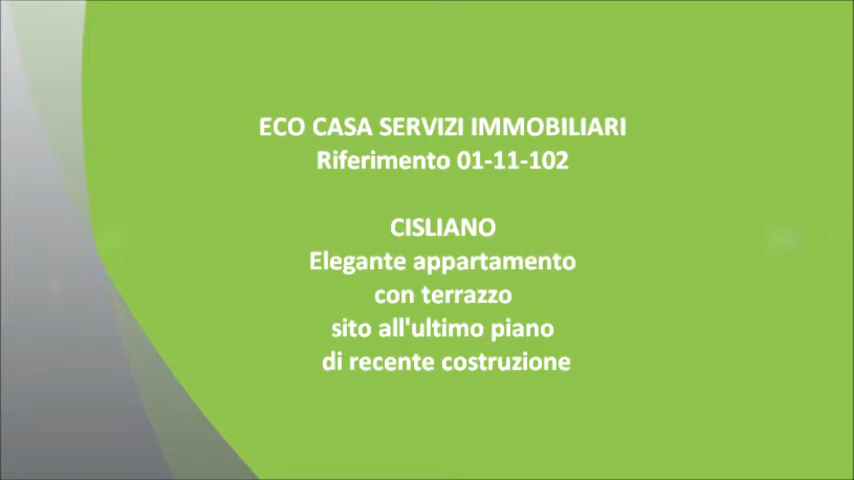 ECO CASA SERVIZI IMMOBILIARI
Riferimento 01-11-102
CISLIANO
Elegante appartamento
con terrazzo
sito all'ultimo piano
di recente costruzione